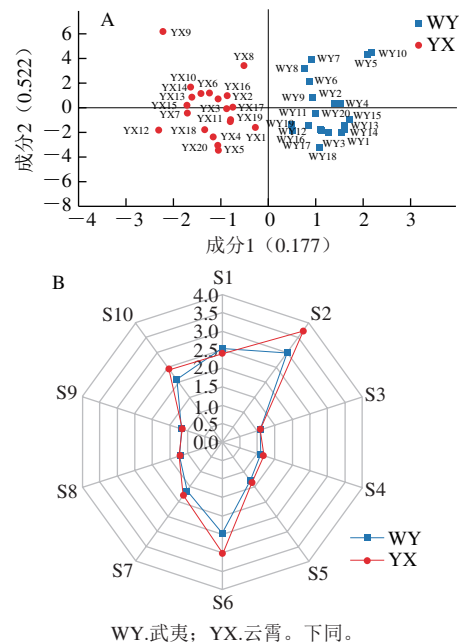 A
WY
YX
6
4
2
0
−2
−4
−6
−8
成分2（0.522）
YX9
YX8
YX10
YX14
YX6
YX16
YX13
YX2
YX15
YX3
YX17
YX7
YX11
YX19
YX12
YX18
YX4
YX1
YX20
YX5
WY7
WY10
WY5
WY8
WY6
WY9
WY2
WY4
WY11
WY20
WY15
WY19
WY12
WY13
WY14
WY16
WY3
WY1
WY17
WY18
−4
−3
−2
−1
0
1
2
3
4
成分1（0.177）
B
S1
S2
S3
S4
S5
S6
S7
S8
S9
S10
4.0
3.5
3.0
2.5
2.0
1.5
1.0
0.5
0.0
WY
YX
WY.武夷；YX.云霄。下同。